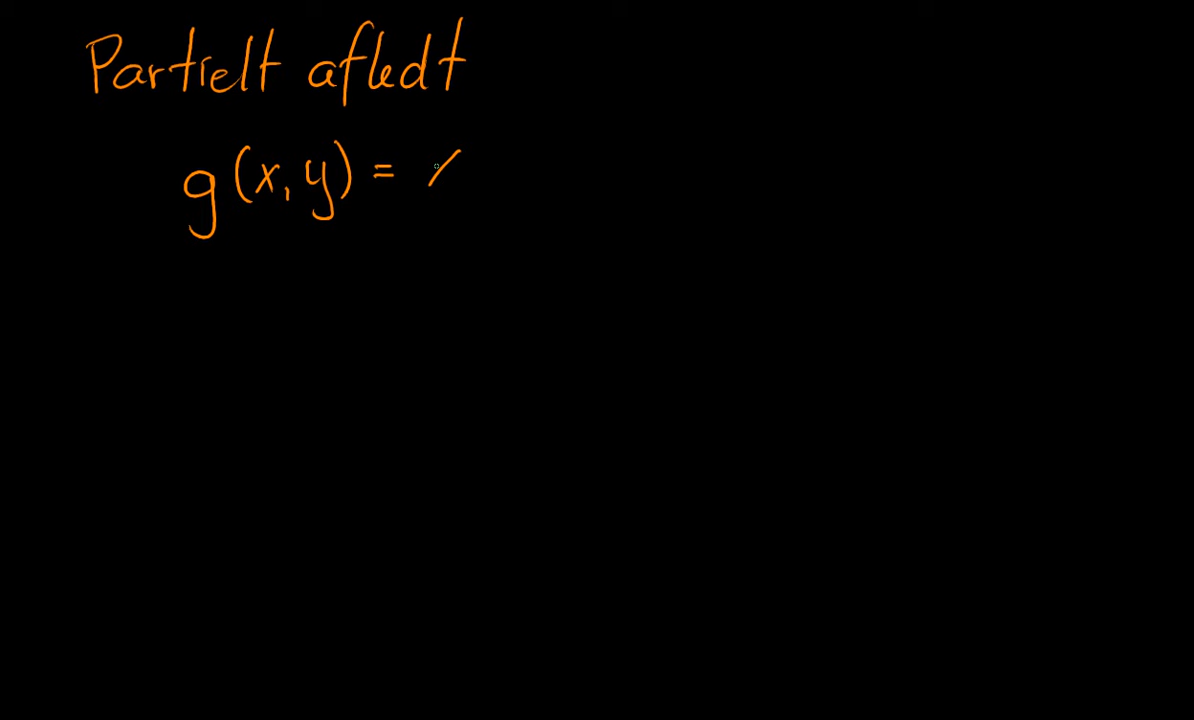 Partielt afledt
g(x,y) =